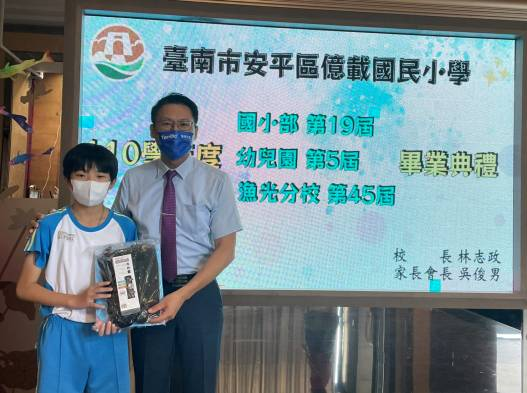 臺南市安平區億載國民小學
國小部 第19屆
110學年度 幼兒園 第5屆 畢業典禮
漁光分校 第45屆
校 長 林志政
家長會長 吳俊男